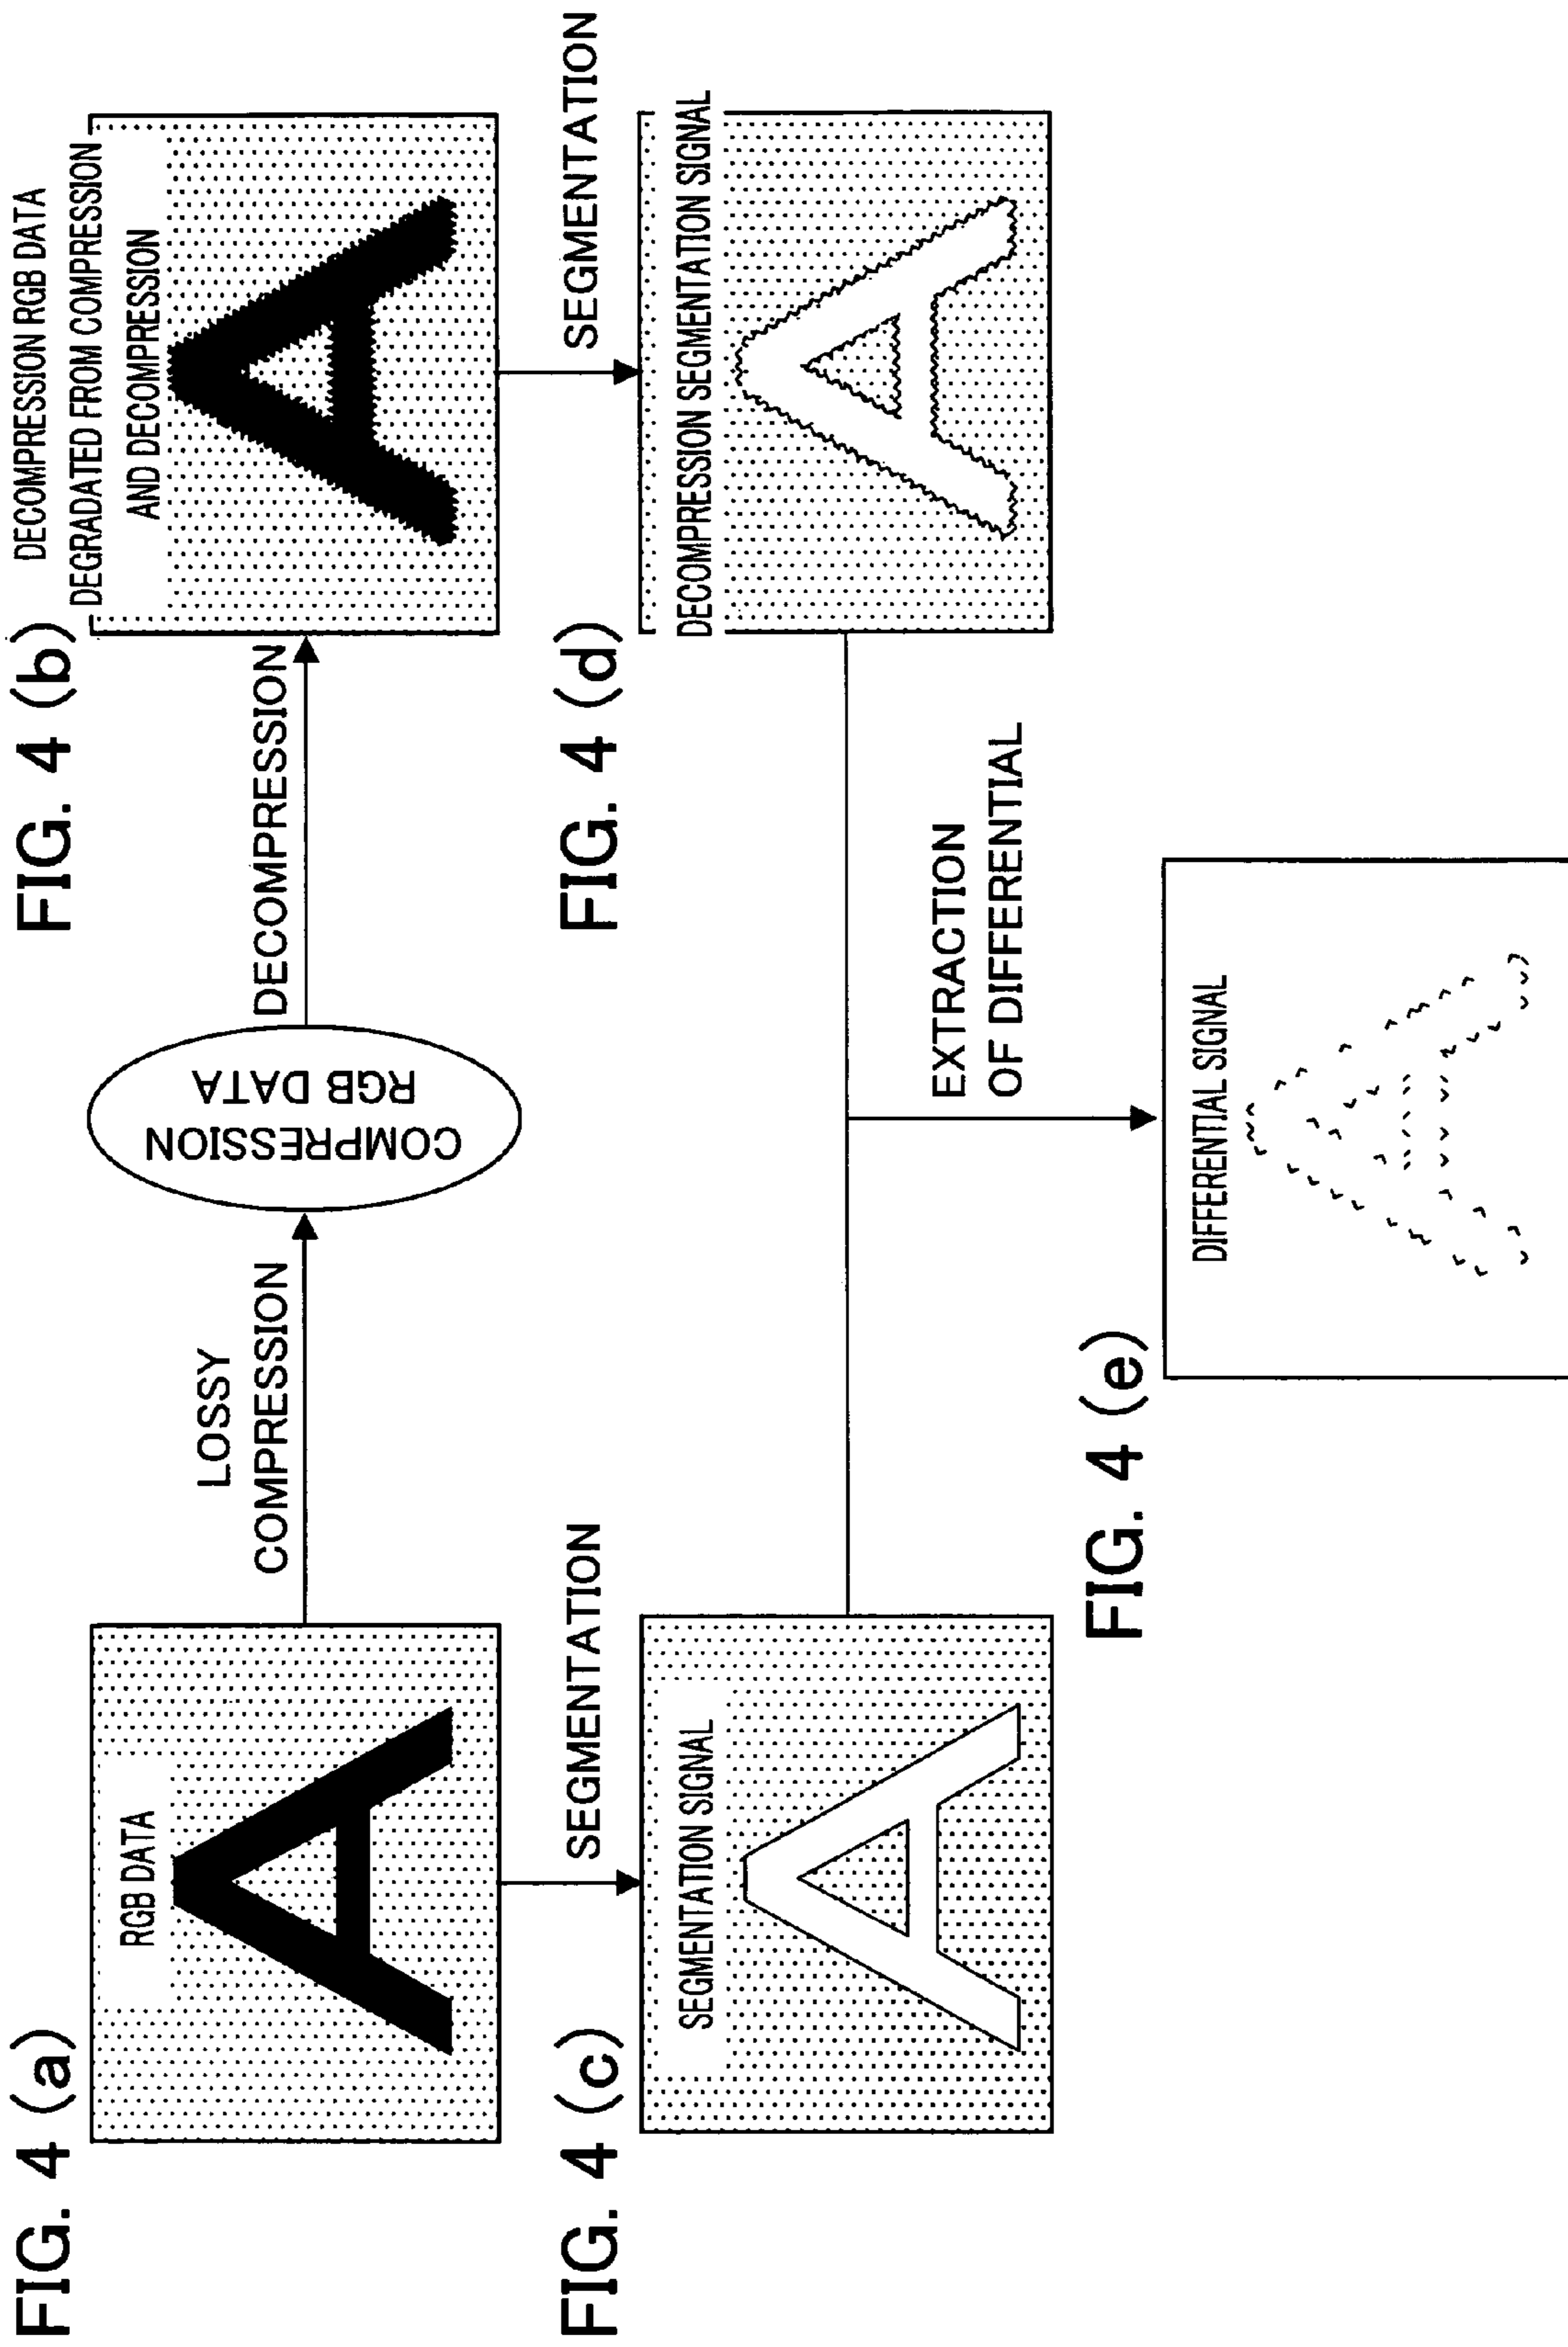 FIG. 4 (a)
RGB DATA
LOSSY
COMPRESSION
COMPRESSION
RGB DATA
DECOMPRESSION
FIG. 4 (b)
DECOMPRESSION RGB DATA
DEGRADATED FROM COMPRESSION
AND DECOMPRESSION
SEGMENTATION
SEGMENTATION
FIG. 4 (c)
SEGMENTATION SIGNAL
FIG. 4 (d)
DECOMPRESSION SEGMENTATION SIGNAL
EXTRACTION
OF DIFFERENTIAL
FIG. 4 (e)
DIFFERENTIAL SIGNAL
A
A
A
A
A